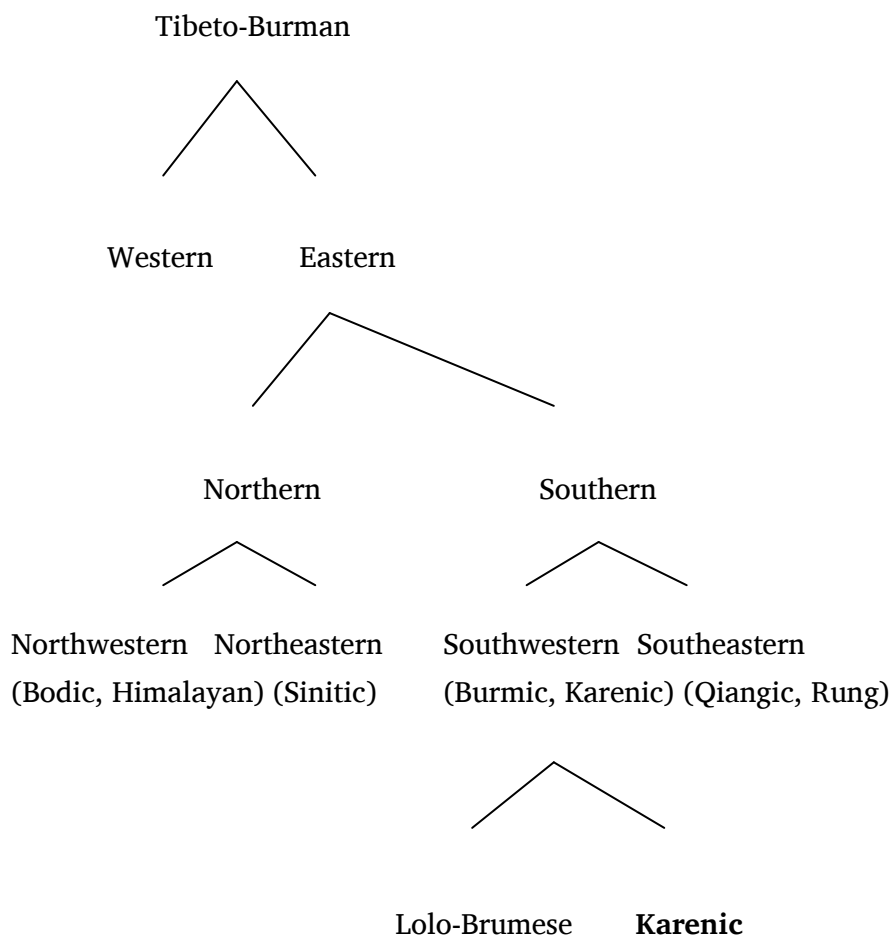 Tibeto-Burman
Western Eastern
Northern Southern
Northwestern Northeastern Southwestern Southeastern
(Bodic, Himalayan) (Sinitic) (Burmic, Karenic) (Qiangic, Rung)
Lolo-Brumese Karenic